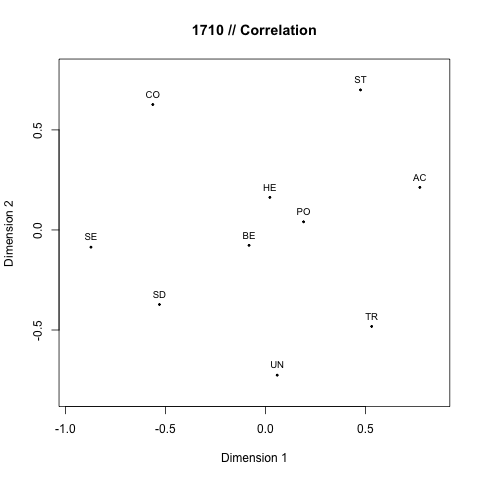 1710 // Correlation
ST
CO
AC
HE
PO
BE
SE
SD
TR
UN
Dimension 2
0.5
0.0
-0.5
-1.0 -0.5 0.0 0.5
Dimension 1